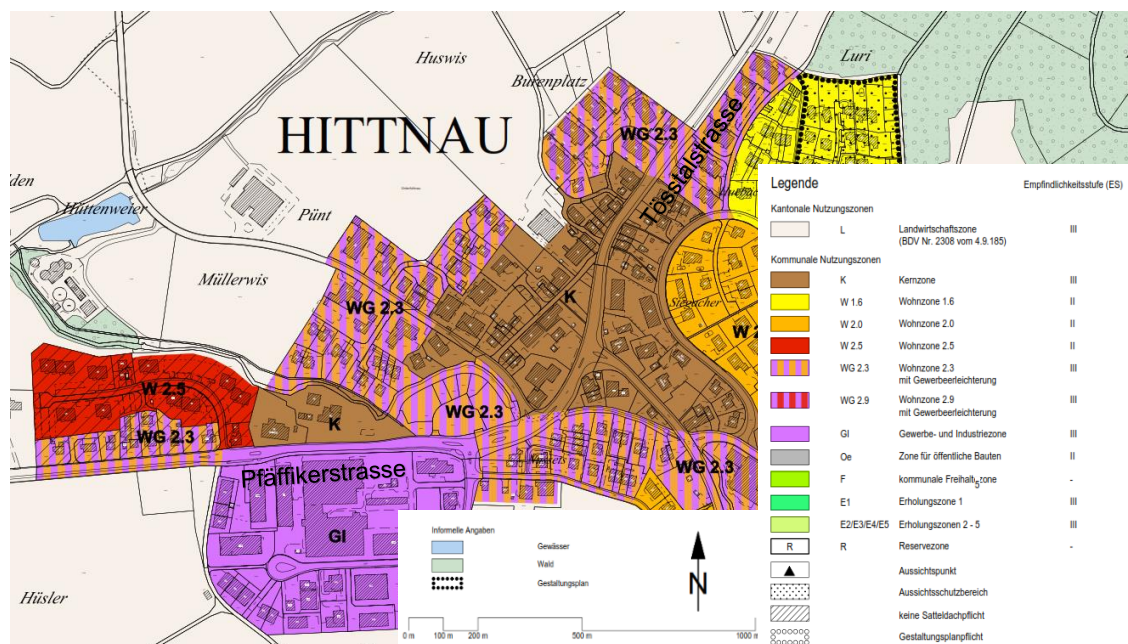 Luri
Huswis
Burenplatz
HITTNAU
WG 2.3
Tösstalstrasse
den
Hüttenweier
Pünt
Müllerwis
WG 2.3
K
W 2
W 2.5
WG 2.3
K
WG 2.3
WG 2.3
Pfäffikerstrasse
GI
Hüsler
Legende
Empfindlichkeitsstufe (ES)
Kantonale Nutzungszonen
L Landwirtschaftszone III
(BDV Nr. 2308 vom 4.9.185)
Kommunale Nutzungszonen
K Kernzone III
W 1.6 Wohnzone 1.6 II
W 2.0 Wohnzone 2.0 II
W 2.5 Wohnzone 2.5 II
WG 2.3 Wohnzone 2.3 III
mit Gewerbeerleichterung
WG 2.9 Wohnzone 2.9 III
mit Gewerbeerleichterung
GI Gewerbe- und Industriezone III
Oe Zone für öffentliche Bauten II
F kommunale Freihaltezone -
5
E1 Erholungszone 1 III
E2/E3/E4/E5 Erholungszonen 2 - 5 III
R R Reservezone -
Aussichtspunkt
Aussichtsschutzbereich
keine Satteldachpflicht
Gestaltungsplanpflicht
Informelle Angaben
Gewässer
Wald
Gestaltungsplan
N
0 m 100 m 200 m 500 m 1000 m